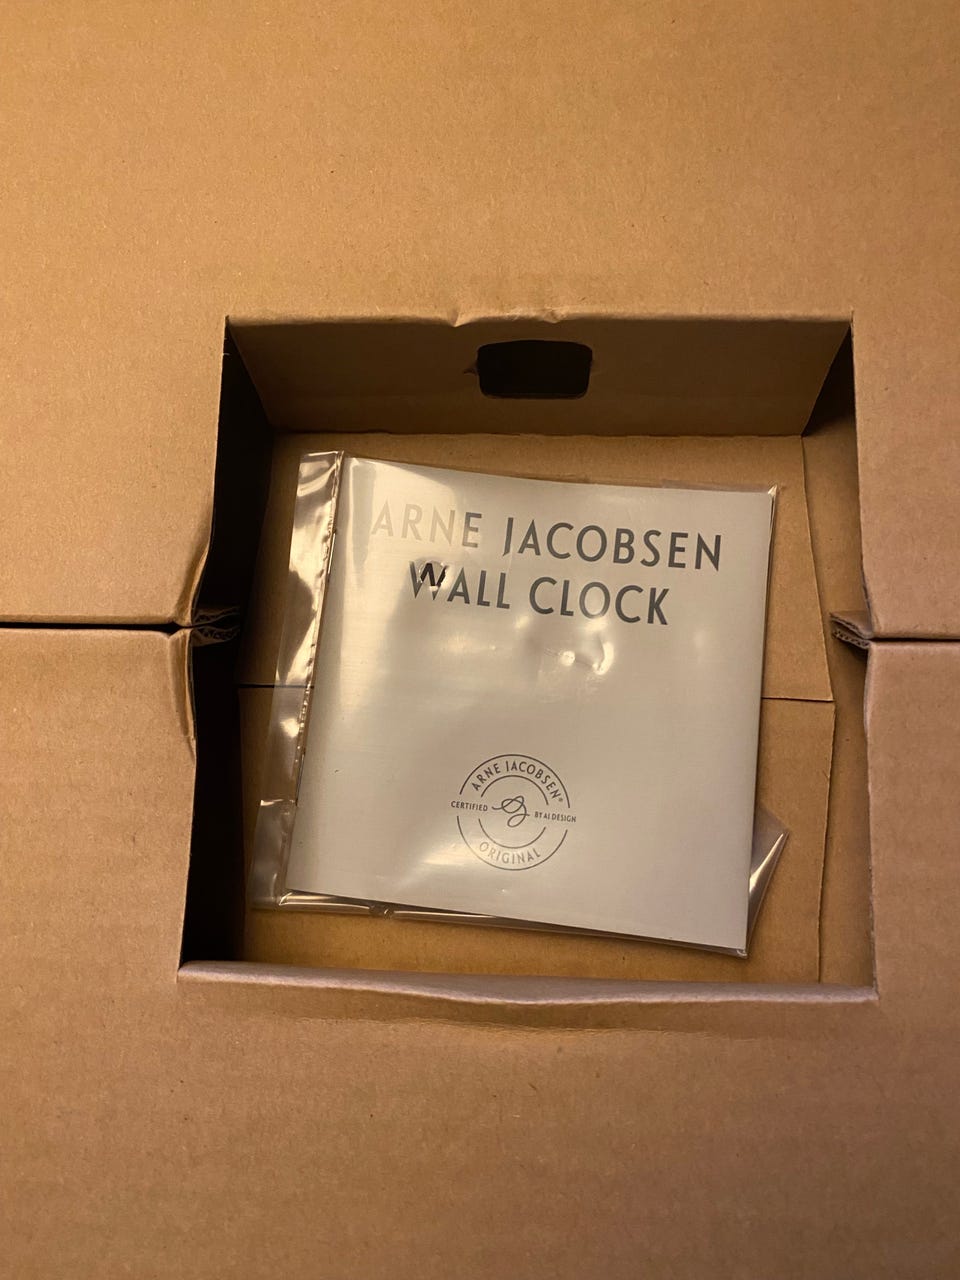 ARNE JACOBSEN
WALL CLOCK
ARNE JACOBSEN®
CERTIFIED
BY AJ DESIGN
ORIGINAL